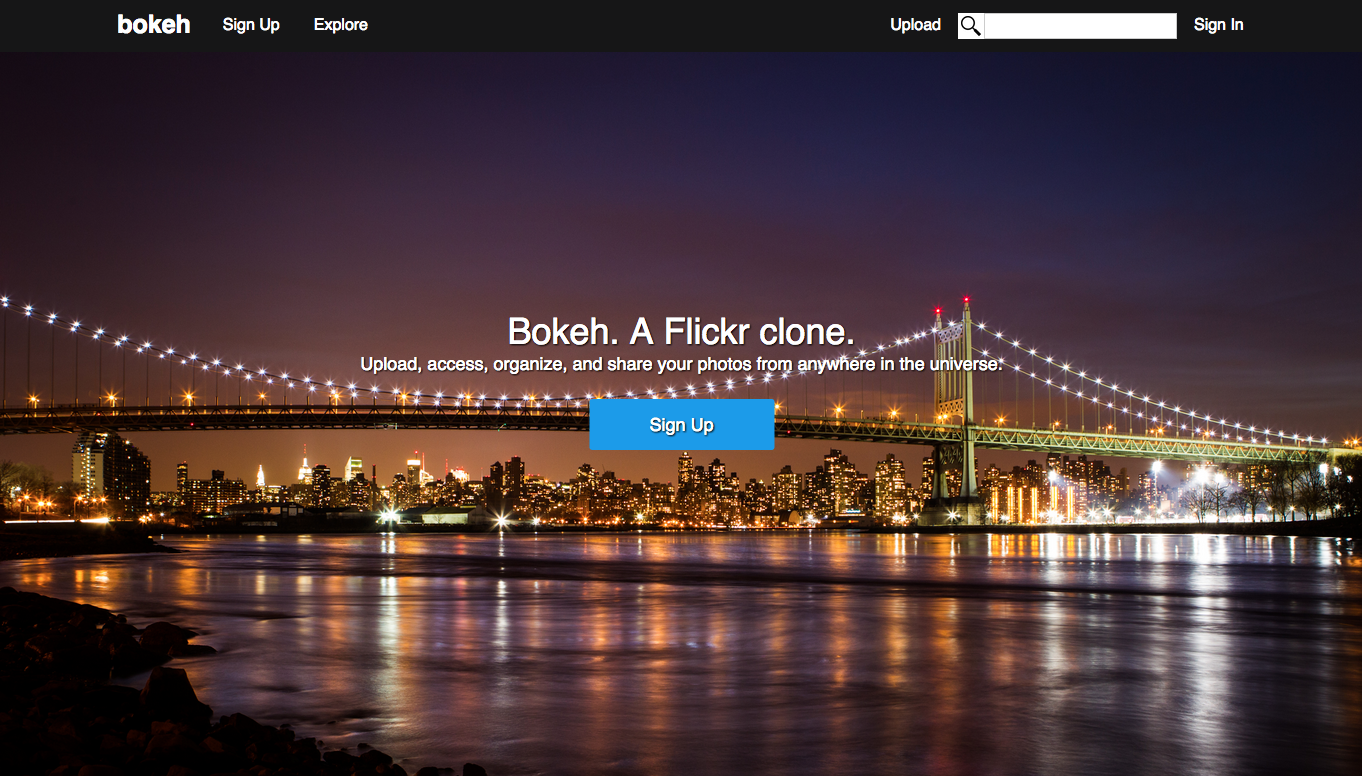 bokeh Sign Up Explore Upload Sign In
Bokeh. A Flickr clone.
Upload, access, organize, and share your photos from anywhere in the universe.
Sign Up